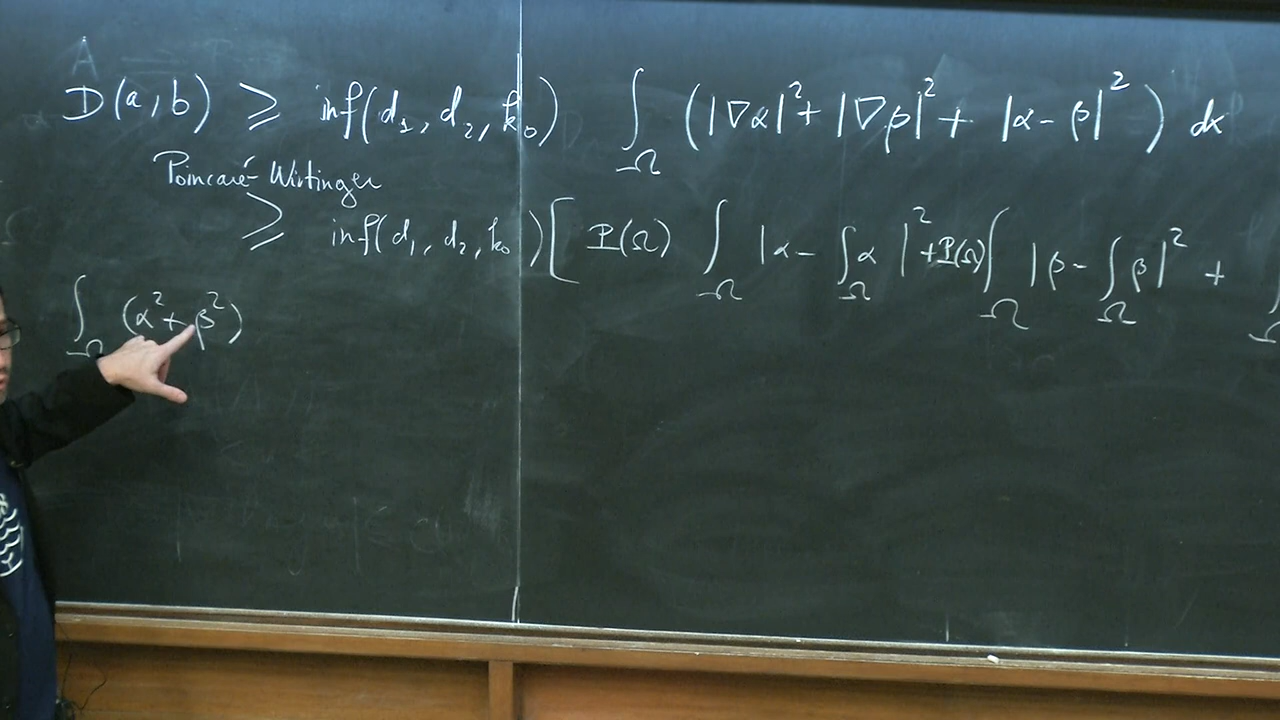 D(a,b) ≥ inf(d₁, d₂, k₀) ∫_Ω (|∇α|² + |∇β|² + |α - β|²) dx
Poincaré-Wirtinger
≥ inf(d₁, d₂, k₀) [ P(Ω) ∫_Ω |α - ∫_Ω α|² + P(Ω) ∫_Ω |β - ∫_Ω β|² + ∫
∫_Ω (α² + β²)